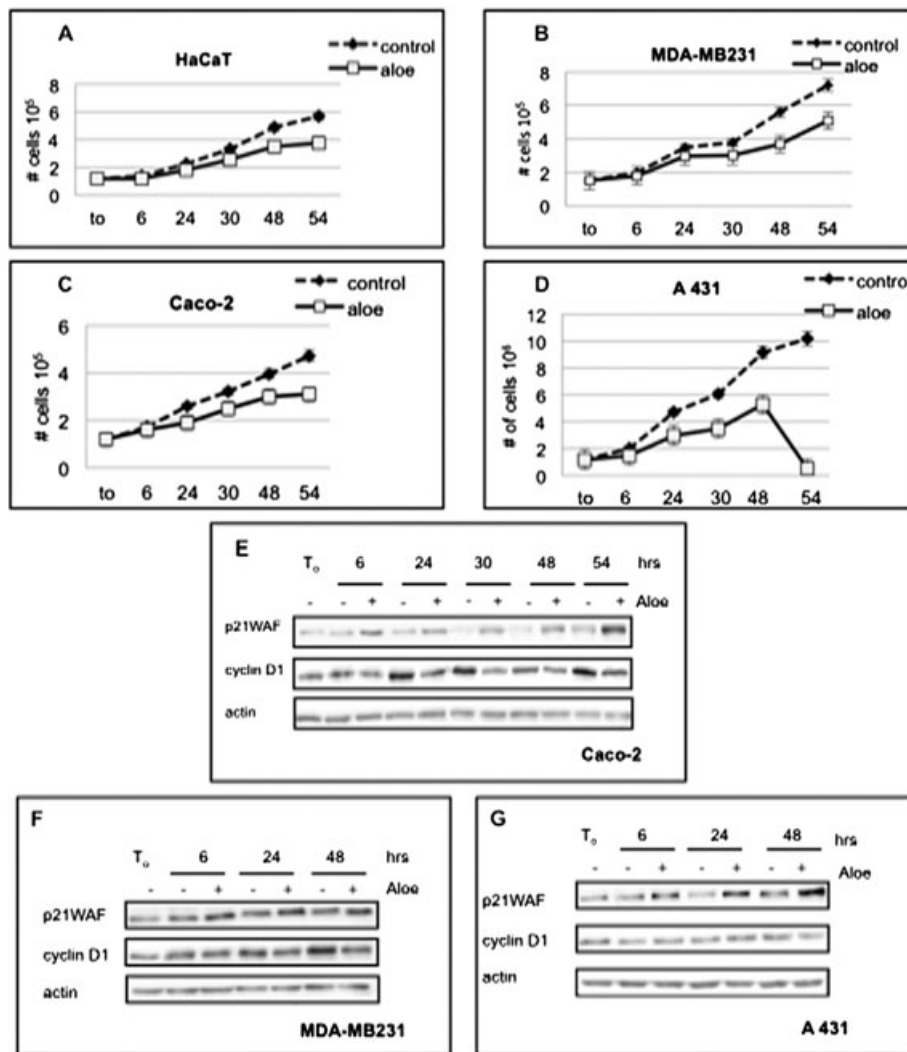 A
HaCaT
control
aloe
# cells 10⁵
8
6
4
2
0
to 6 24 30 48 54
B
MDA-MB231
control
aloe
# cells 10⁵
8
6
4
2
0
to 6 24 30 48 54
C
Caco-2
control
aloe
# cells 10⁵
6
4
2
0
to 6 24 30 48 54
D
A 431
control
aloe
# of cells 10⁶
12
10
8
6
4
2
0
to 6 24 30 48 54
E
T₀ 6 24 30 48 54 hrs
- - + - + - + - + - + Aloe
p21WAF
cyclin D1
actin
Caco-2
F
T₀ 6 24 48 hrs
- - + - + - + Aloe
p21WAF
cyclin D1
actin
MDA-MB231
G
T₀ 6 24 48 hrs
- - + - + - + Aloe
p21WAF
cyclin D1
actin
A 431